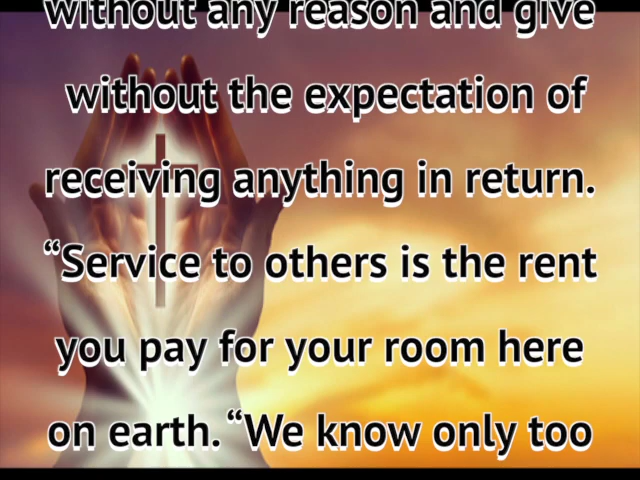 without any reason and give
without the expectation of
receiving anything in return.
“Service to others is the rent
you pay for your room here
on earth. “We know only too